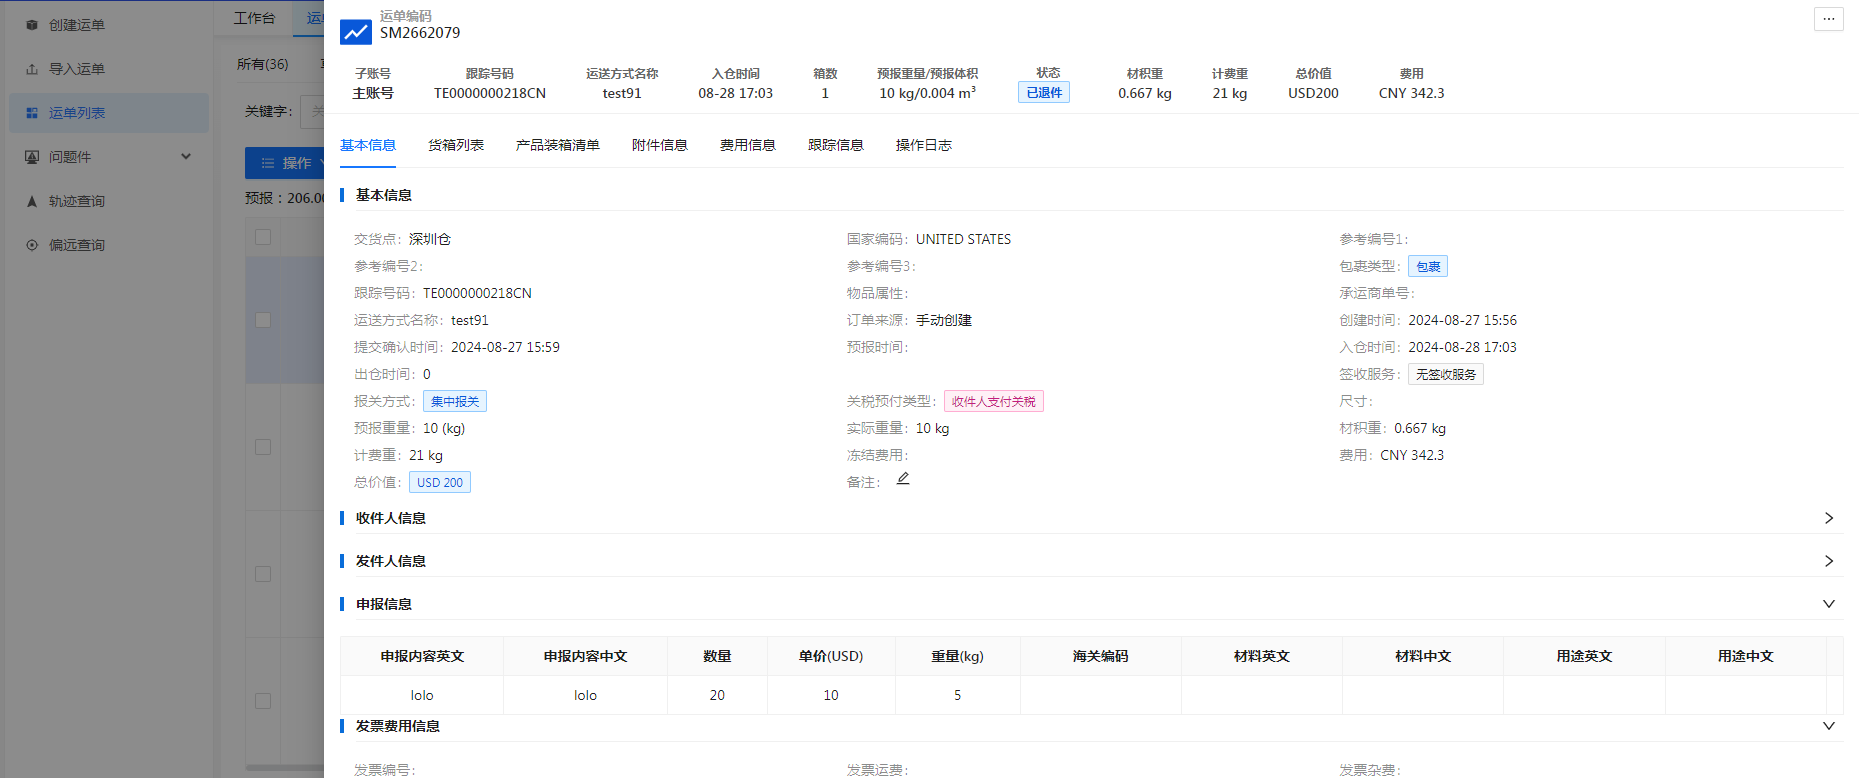 创建运单
导入运单
运单列表
问题件
轨迹查询
偏远查询
工作台
所有(36)
关键字：
操作
预报：206.0
运单编码
SM2662079
...
子账号 跟踪号码 运送方式名称 入仓时间 箱数 预报重量/预报体积 状态 材积重 计费重 总价值 费用
主账号 TE0000000218CN test91 08-28 17:03 1 10 kg/0.004 m³ 已退件 0.667 kg 21 kg USD200 CNY 342.3
基本信息 货箱列表 产品装箱清单 附件信息 费用信息 跟踪信息 操作日志
基本信息
交货点：深圳仓 国家编码：UNITED STATES 参考编号1：
参考编号2： 参考编号3： 包裹类型：包裹
跟踪号码：TE0000000218CN 物品属性： 承运商单号：
运送方式名称：test91 订单来源：手动创建 创建时间：2024-08-27 15:56
提交确认时间：2024-08-27 15:59 预报时间： 入仓时间：2024-08-28 17:03
出仓时间：0 签收服务：无签收服务
报关方式：集中报关 关税预付类型：收件人支付关税 尺寸：
预报重量：10 (kg) 实际重量：10 kg 材积重：0.667 kg
计费重：21 kg 冻结费用： 费用：CNY 342.3
总价值：USD 200 备注：
收件人信息
发件人信息
申报信息
申报内容英文 申报内容中文 数量 单价(USD) 重量(kg) 海关编码 材料英文 材料中文 用途英文 用途中文
lolo lolo 20 10 5
发票费用信息
发票编号： 发票运费： 发票杂费：